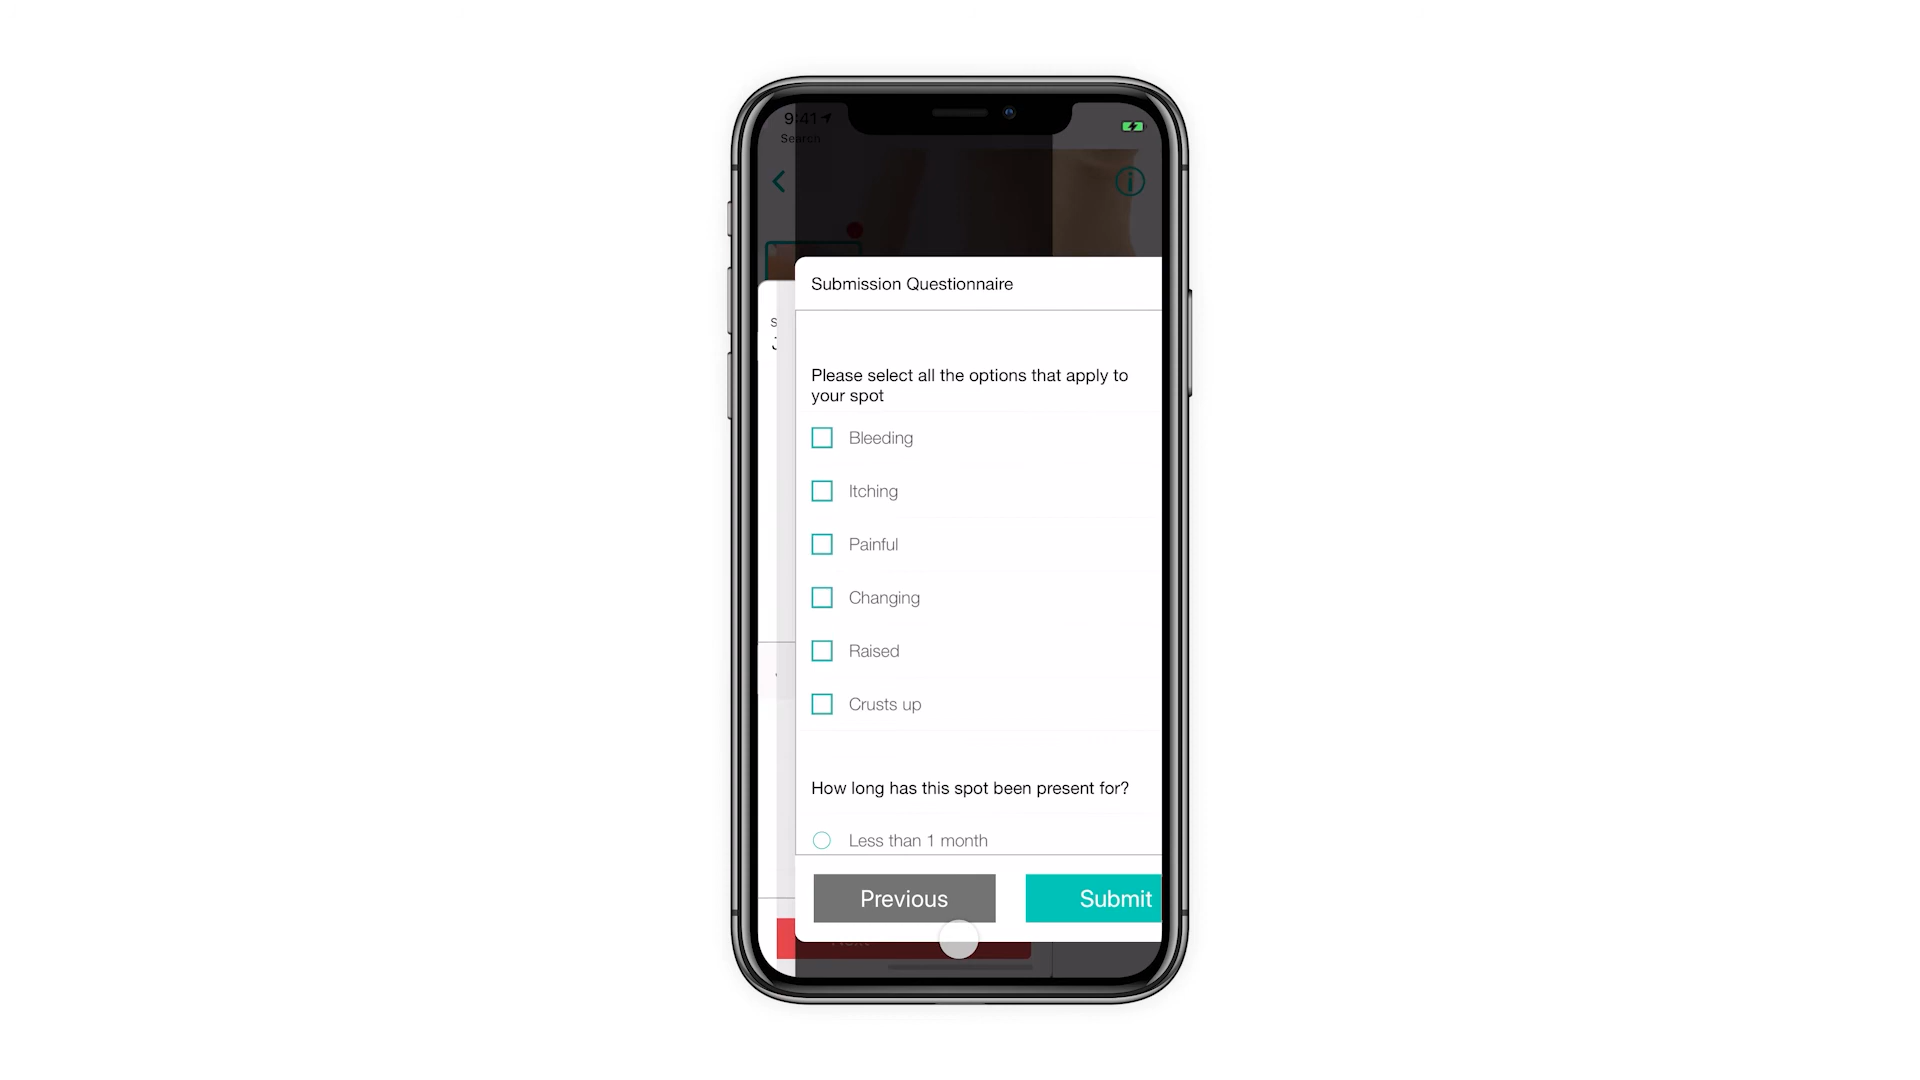 9:41
Search
Submission Questionnaire
Please select all the options that apply to
your spot
Bleeding
Itching
Painful
Changing
Raised
Crusts up
How long has this spot been present for?
Less than 1 month
Previous
Submit
Next